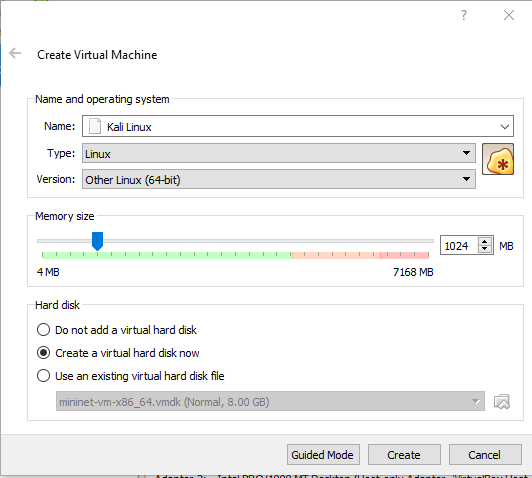 ?
Create Virtual Machine
Name and operating system
Name: Kali Linux
Type: Linux
Version: Other Linux (64-bit)
Memory size
1024 MB
4 MB 7168 MB
Hard disk
Do not add a virtual hard disk
Create a virtual hard disk now
Use an existing virtual hard disk file
mininet-vm-x86_64.vmdk (Normal, 8.00 GB)
Guided Mode Create Cancel